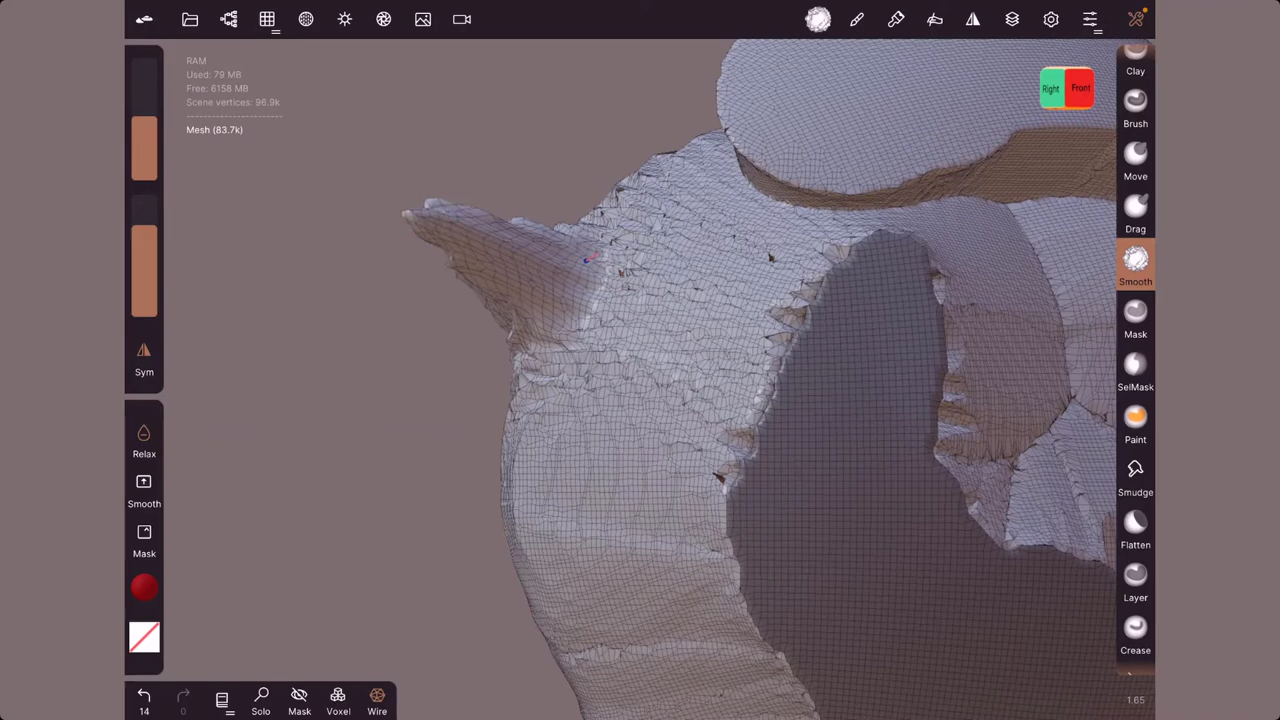 RAM
Used: 79 MB
Free: 6158 MB
Scene vertices: 96.9k
Mesh (83.7k)
Right
Front
Clay
Brush
Move
Drag
Smooth
Mask
SelMask
Paint
Smudge
Flatten
Layer
Crease
Sym
Relax
Smooth
Mask
14
0
Solo
Mask
Voxel
Wire
1.65